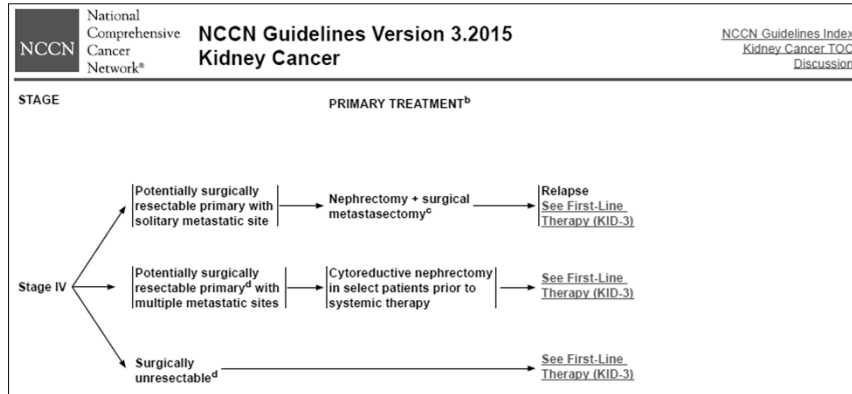 National
Comprehensive
NCCN Cancer
Network®
NCCN Guidelines Version 3.2015
Kidney Cancer
NCCN Guidelines Index
Kidney Cancer TOC
Discussion
STAGE
PRIMARY TREATMENTb
Potentially surgically
resectable primary with
solitary metastatic site
Nephrectomy + surgical
metastasectomyc
Relapse
See First-Line
Therapy (KID-3)
Stage IV
Potentially surgically
resectable primaryd with
multiple metastatic sites
Cytoreductive nephrectomy
in select patients prior to
systemic therapy
See First-Line
Therapy (KID-3)
Surgically
unresectabled
See First-Line
Therapy (KID-3)